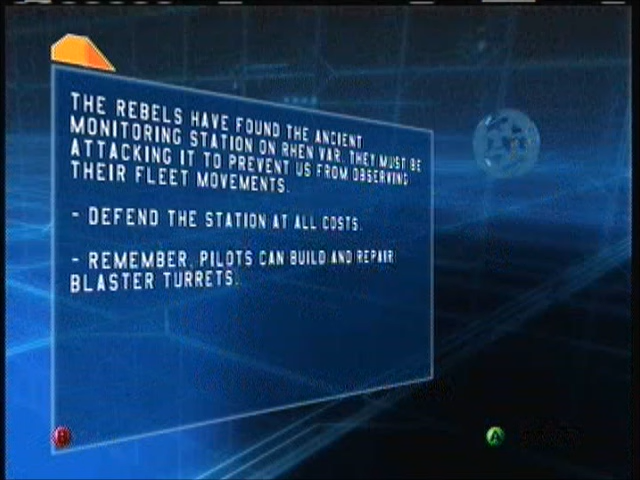 THE REBELS HAVE FOUND THE ANCIENT
MONITORING STATION ON RHEN VAR. THEY MUST BE
ATTACKING IT TO PREVENT US FROM OBSERVING
THEIR FLEET MOVEMENTS.
- DEFEND THE STATION AT ALL COSTS.
- REMEMBER, PILOTS CAN BUILD AND REPAIR
BLASTER TURRETS.
B
A